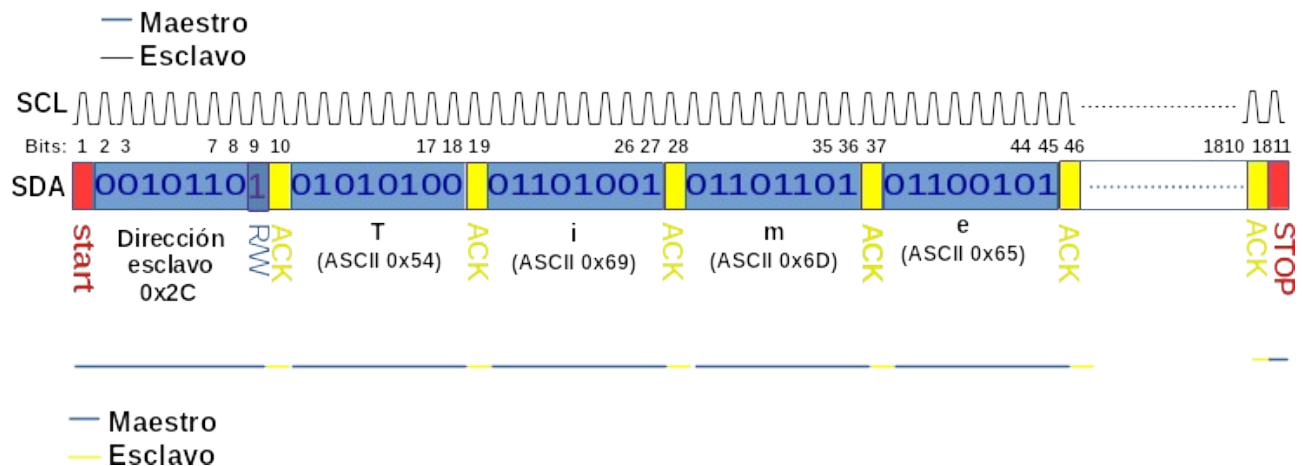 Maestro
Esclavo
SCL
Bits: 1 2 3 7 8 9 10 17 18 19 26 27 28 35 36 37 44 45 46 1810 1811
SDA 00101101 01010100 01101001 01101101 01100101
start Dirección esclavo 0x2C R/W ACK T (ASCII 0x54) ACK i (ASCII 0x69) ACK m (ASCII 0x6D) ACK e (ASCII 0x65) ACK ACK STOP
Maestro
Esclavo